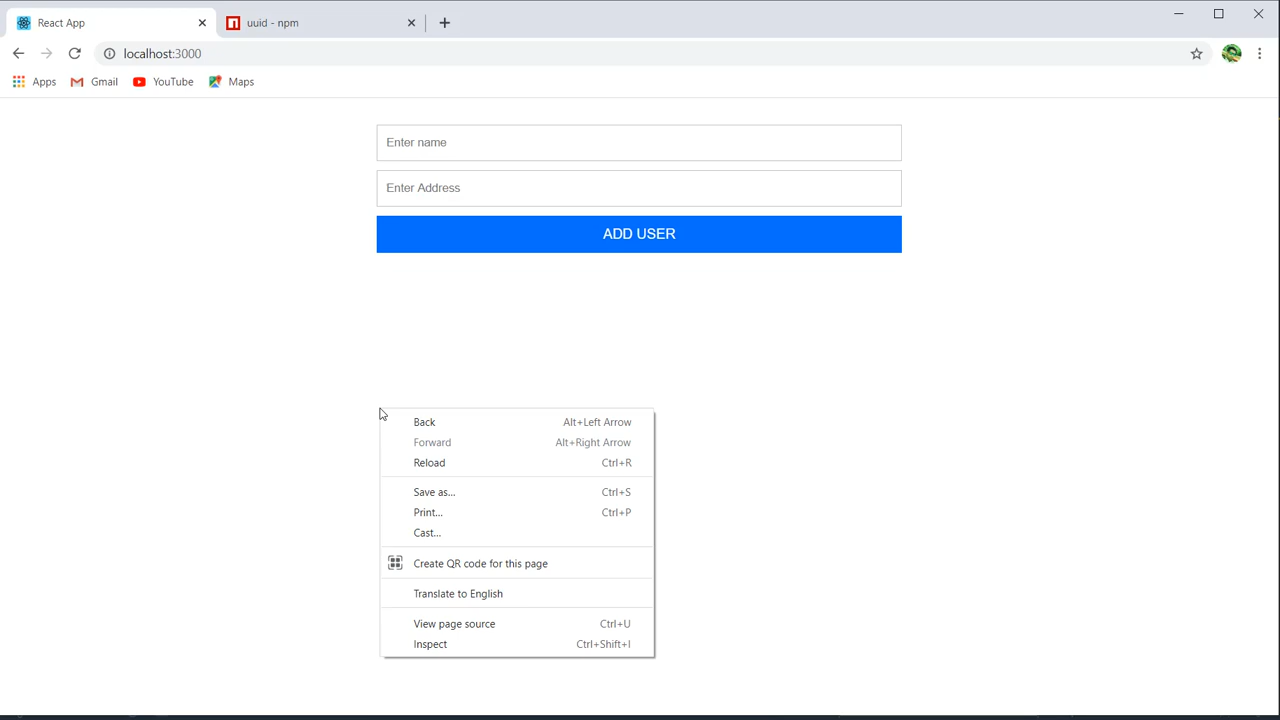 React App
uuid - npm
localhost:3000
Apps
Gmail
YouTube
Maps
Enter name
Enter Address
ADD USER
Back Alt+Left Arrow
Forward Alt+Right Arrow
Reload Ctrl+R
Save as... Ctrl+S
Print... Ctrl+P
Cast...
Create QR code for this page
Translate to English
View page source Ctrl+U
Inspect Ctrl+Shift+I